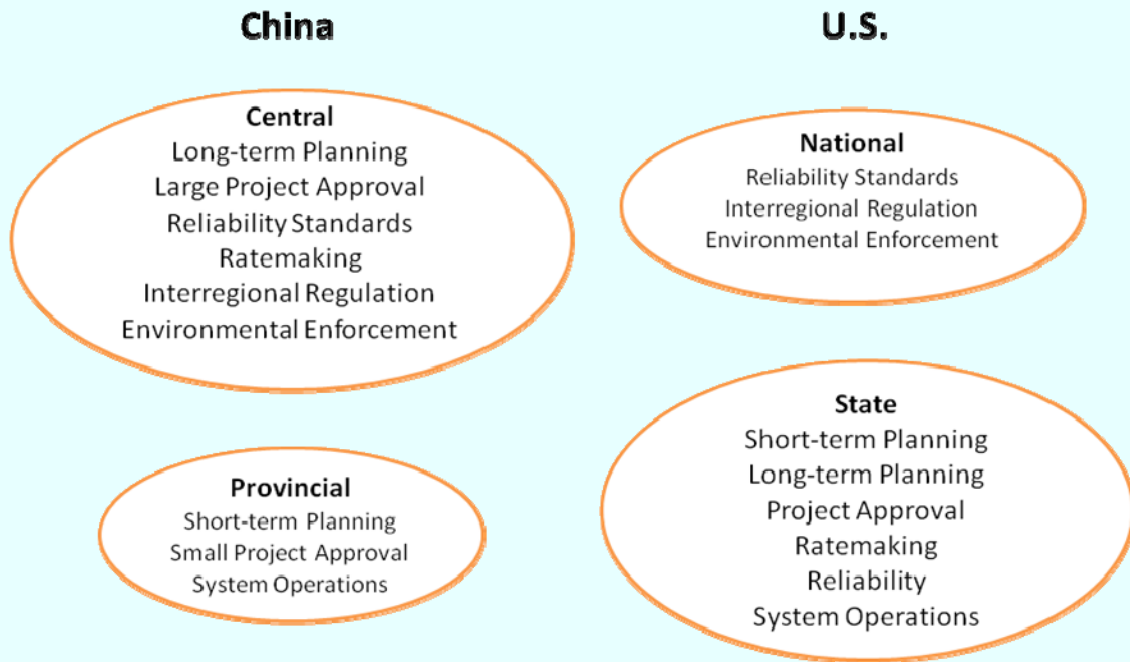 China
Central
Long-term Planning
Large Project Approval
Reliability Standards
Ratemaking
Interregional Regulation
Environmental Enforcement
Provincial
Short-term Planning
Small Project Approval
System Operations
U.S.
National
Reliability Standards
Interregional Regulation
Environmental Enforcement
State
Short-term Planning
Long-term Planning
Project Approval
Ratemaking
Reliability
System Operations